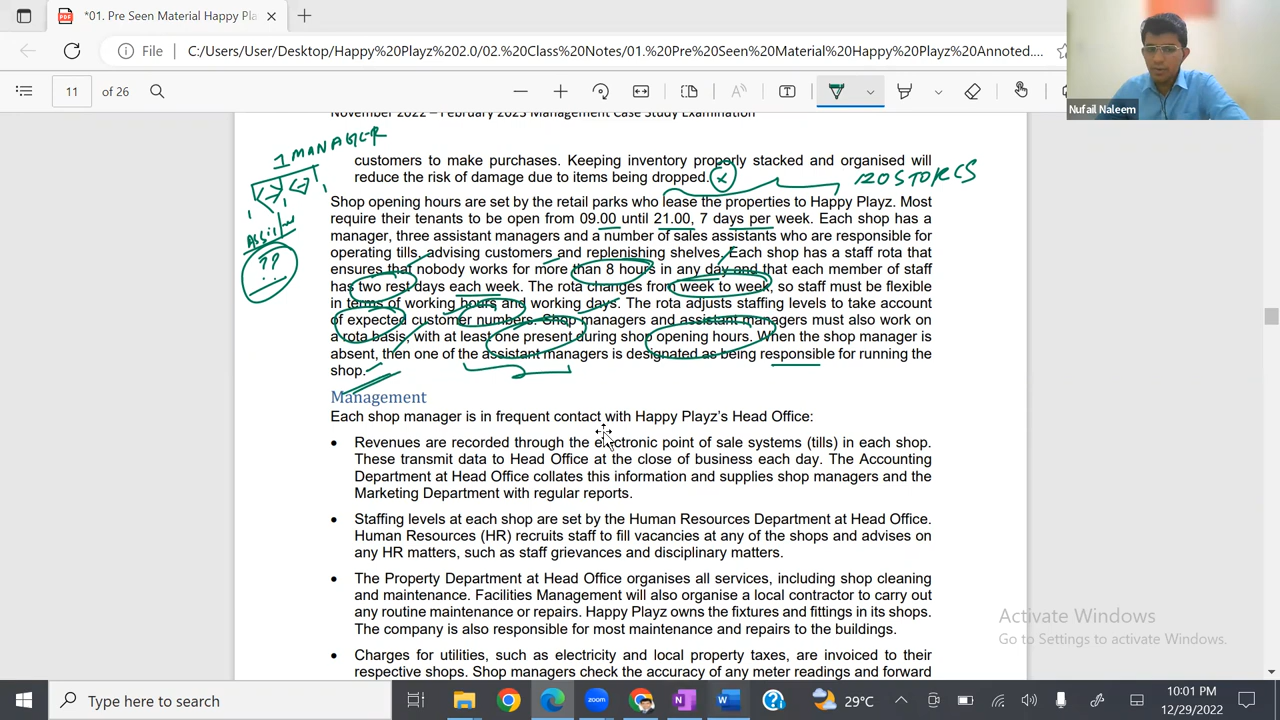 *01. Pre Seen Material Happy Pla
File
C:/Users/User/Desktop/Happy%20Playz%202.0/02.%20Class%20Notes/01.%20Pre%20Seen%20Material%20Happy%20Playz%20Annoted....
11 of 26
Nufail Naleem
November 2022 – February 2023 Management Case Study Examination
1 MANAGER
customers to make purchases. Keeping inventory properly stacked and organised will
reduce the risk of damage due to items being dropped.
x
120 STORES
Shop opening hours are set by the retail parks who lease the properties to Happy Playz. Most
require their tenants to be open from 09.00 until 21.00, 7 days per week. Each shop has a
manager, three assistant managers and a number of sales assistants who are responsible for
operating tills, advising customers and replenishing shelves. Each shop has a staff rota that
ensures that nobody works for more than 8 hours in any day and that each member of staff
has two rest days each week. The rota changes from week to week, so staff must be flexible
in terms of working hours and working days. The rota adjusts staffing levels to take account
of expected customer numbers. Shop managers and assistant managers must also work on
a rota basis, with at least one present during shop opening hours. When the shop manager is
absent, then one of the assistant managers is designated as being responsible for running the
shop.
??
Management
Each shop manager is in frequent contact with Happy Playz's Head Office:
• Revenues are recorded through the electronic point of sale systems (tills) in each shop.
These transmit data to Head Office at the close of business each day. The Accounting
Department at Head Office collates this information and supplies shop managers and the
Marketing Department with regular reports.
• Staffing levels at each shop are set by the Human Resources Department at Head Office.
Human Resources (HR) recruits staff to fill vacancies at any of the shops and advises on
any HR matters, such as staff grievances and disciplinary matters.
• The Property Department at Head Office organises all services, including shop cleaning
and maintenance. Facilities Management will also organise a local contractor to carry out
any routine maintenance or repairs. Happy Playz owns the fixtures and fittings in its shops.
The company is also responsible for most maintenance and repairs to the buildings.
• Charges for utilities, such as electricity and local property taxes, are invoiced to their
respective shops. Shop managers check the accuracy of any meter readings and forward
Activate Windows
Go to Settings to activate Windows.
Type here to search
29°C
10:01 PM
12/29/2022